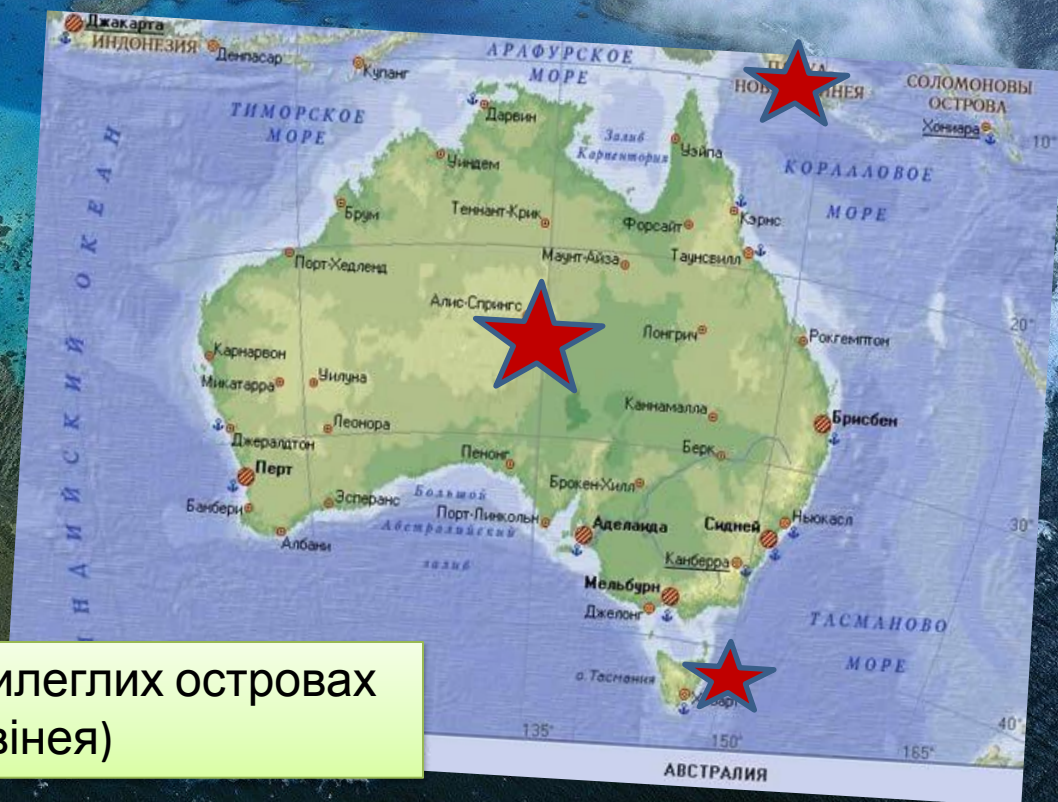 Джакарта
ИНДОНЕЗИЯ
Денпасар
Купанг
АРАФУРСКОЕ
МОРЕ
СОЛОМОНОВЫ
ОСТРОВА
Хониара
10°
ТИМОРСКОЕ
МОРЕ
Дарвин
Залив
Карпентория
Уэйпа
КОРАЛЛОВОЕ
МОРЕ
Уиндем
Брум
Теннант-Крик
Форсайт
Кэрнс
Порт-Хедленд
Маунт-Айза
Таунсвилл
Алис-Спрингс
Лонгрич
20°
Рокгемптон
Карнарвон
Микатарра
Уилуна
Каннамалла
Брисбен
Леонора
Джералдтон
Пенонг
Берк
Перт
Брокен-Хилл
Банбери
Эсперанс
Большой
Австралийский
залив
Порт-Линкольн
Аделаида
Сидней
Ньюкасл
30°
Албани
Канберра
Мельбурн
Джелонг
ТАСМАНОВО
МОРЕ
о.Тасмания
илеглих островах
вінея)
135°
150°
165°
40°
АВСТРАЛИЯ